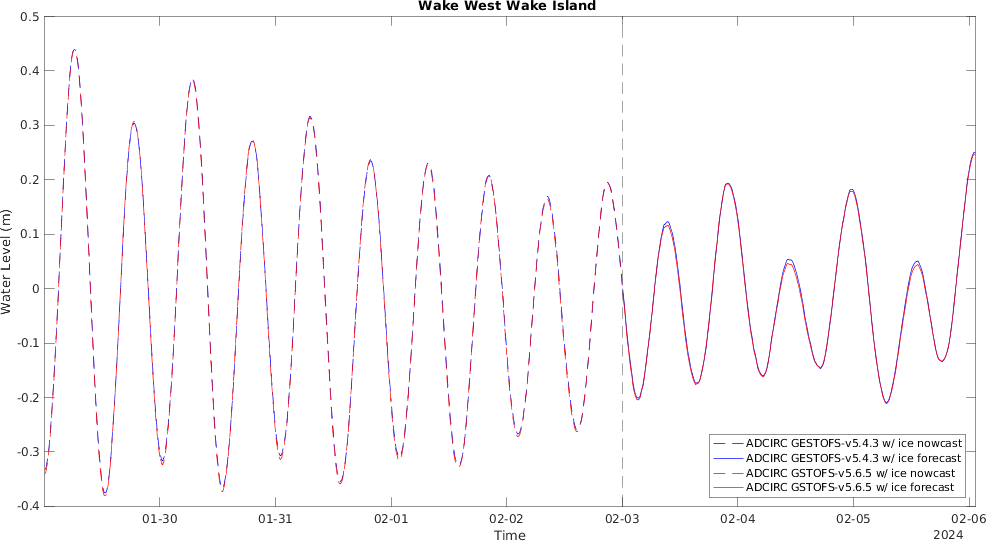 Wake West Wake Island
0.5
0.4
0.3
0.2
0.1
0
-0.1
-0.2
-0.3
-0.4
Water Level (m)
ADCIRC GESTOFS-v5.4.3 w/ ice nowcast
ADCIRC GESTOFS-v5.4.3 w/ ice forecast
ADCIRC GSTOFS-v5.6.5 w/ ice nowcast
ADCIRC GSTOFS-v5.6.5 w/ ice forecast
01-30 01-31 02-01 02-02 02-03 02-04 02-05 02-06
Time 2024